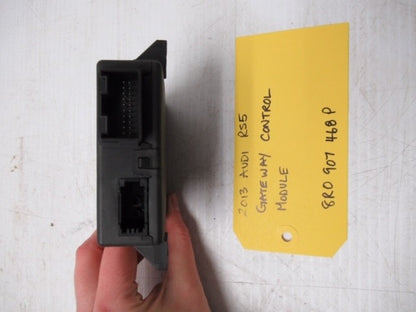 2013 AUDI RS5
GATEWAY CONTROL
MODULE
8R0 907 468 P